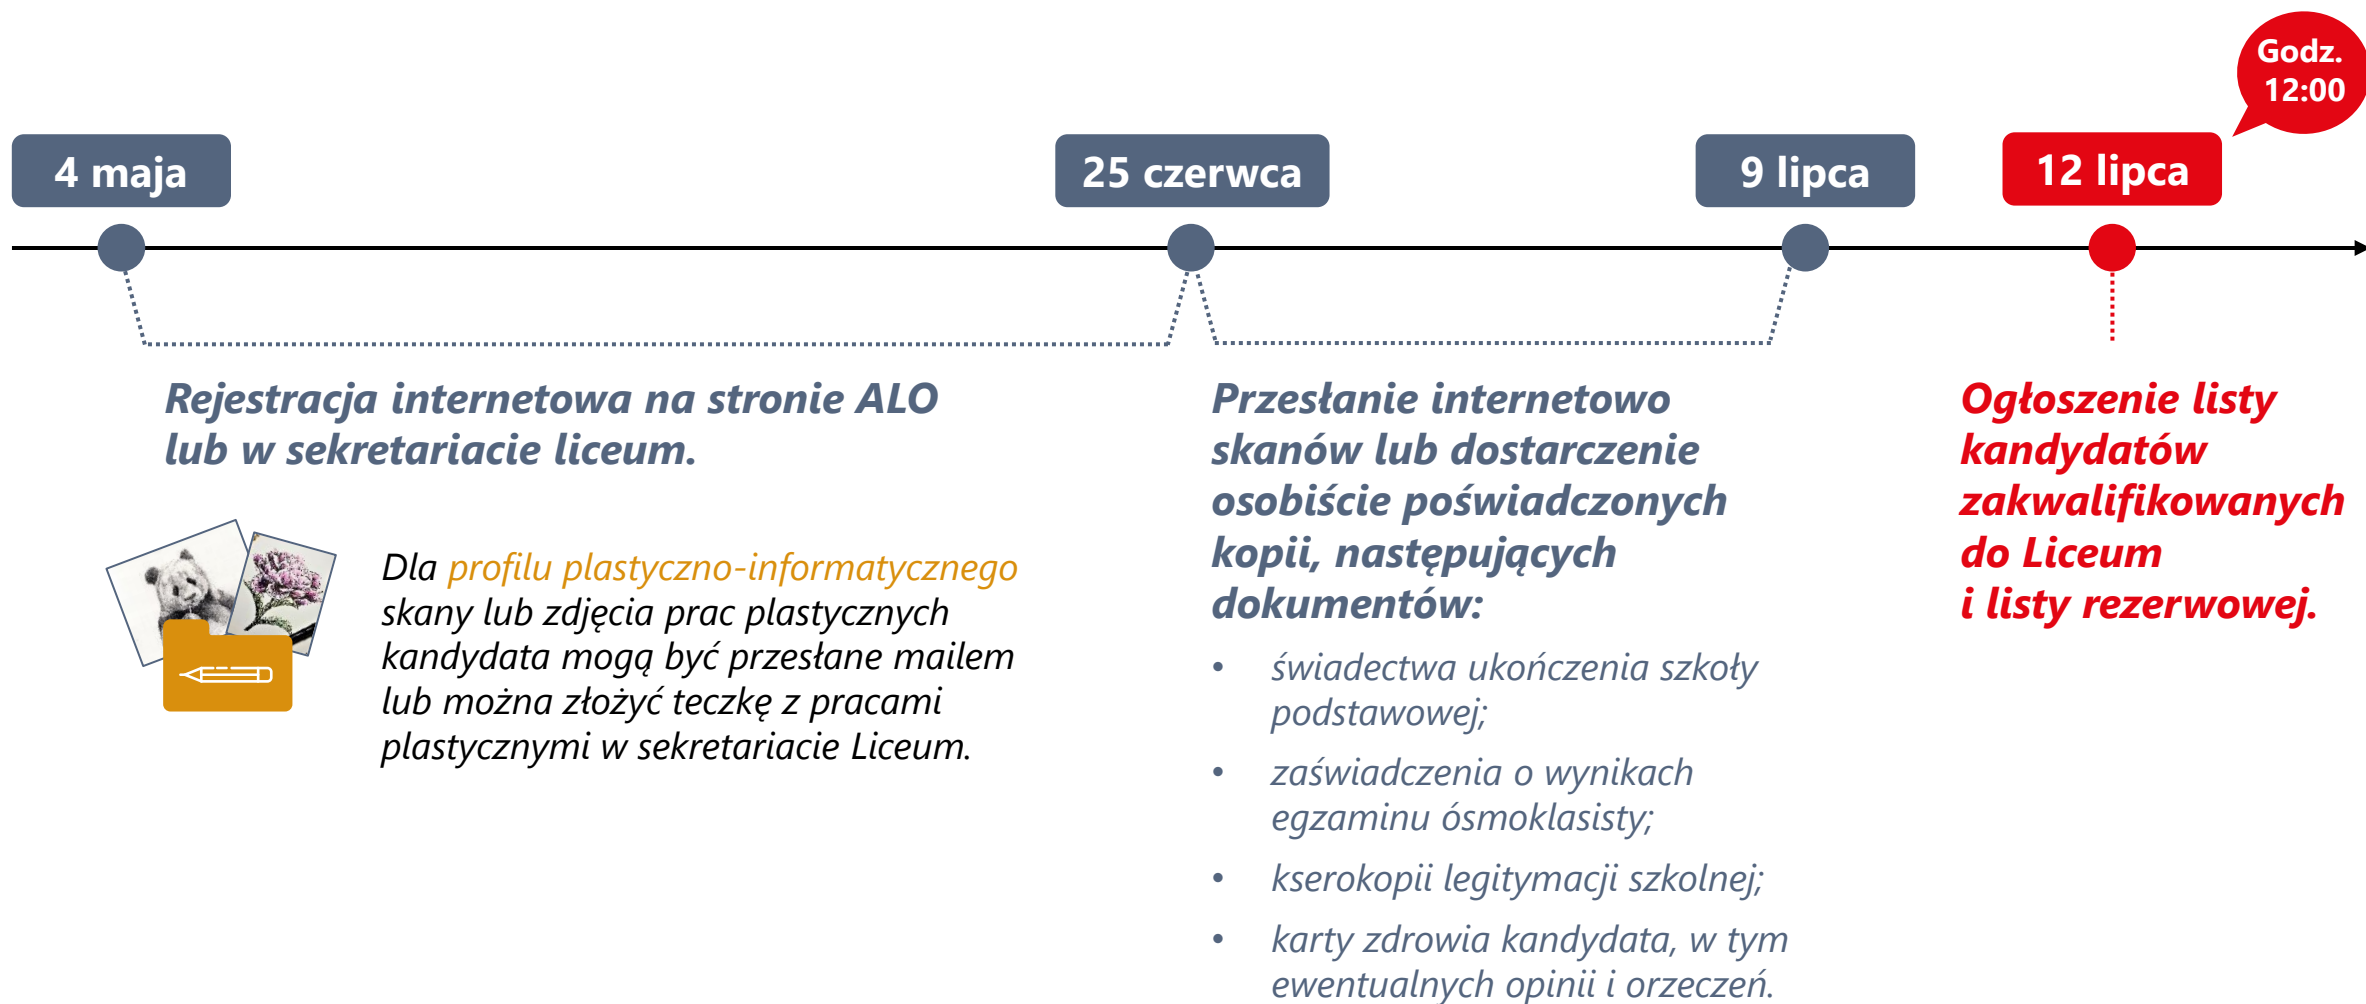 Godz.
12:00
4 maja
25 czerwca
9 lipca
12 lipca
Rejestracja internetowa na stronie ALO
lub w sekretariacie liceum.
Dla profilu plastyczno-informatycznego
skany lub zdjęcia prac plastycznych
kandydata mogą być przesłane mailem
lub można złożyć teczkę z pracami
plastycznymi w sekretariacie Liceum.
Przesłanie internetowo
skanów lub dostarczenie
osobiście poświadczonych
kopii, następujących
dokumentów:
• świadectwa ukończenia szkoły
podstawowej;
• zaświadczenia o wynikach
egzaminu ósmoklasisty;
• kserokopii legitymacji szkolnej;
• karty zdrowia kandydata, w tym
ewentualnych opinii i orzeczeń.
Ogłoszenie listy
kandydatów
zakwalifikowanych
do Liceum
i listy rezerwowej.